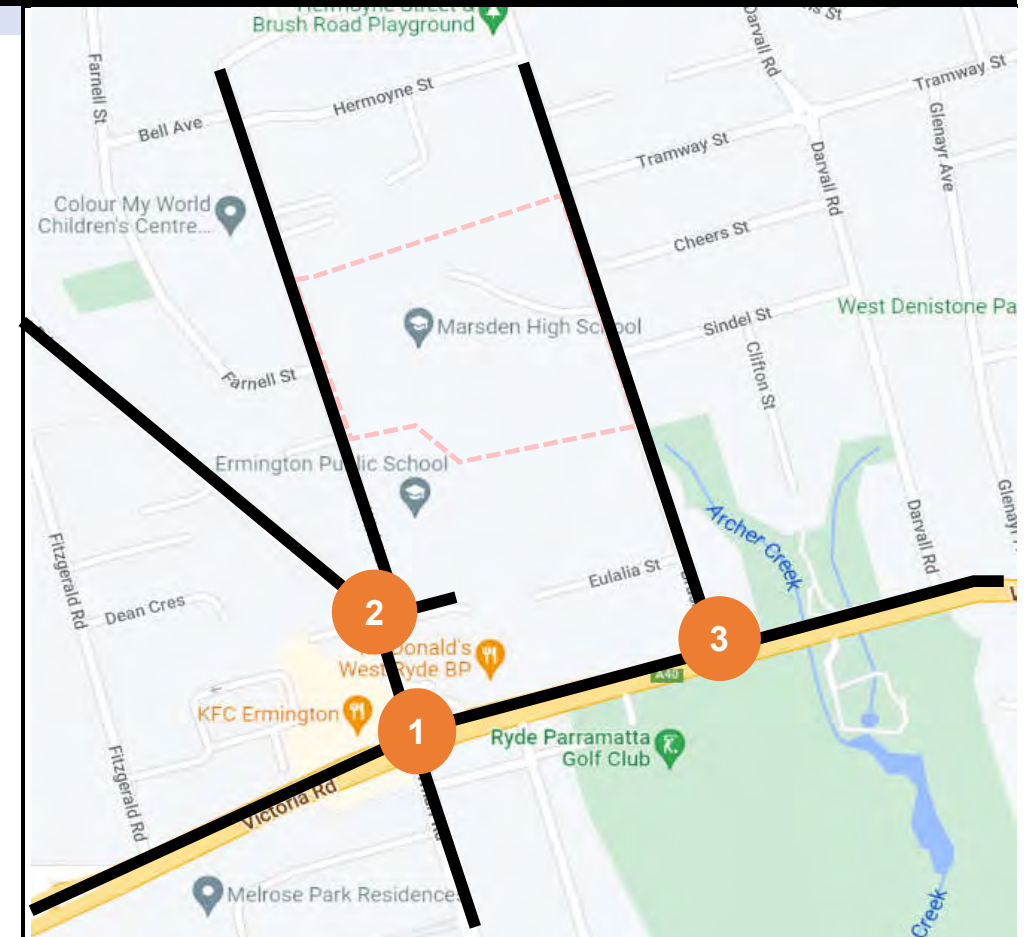 Hermoyne Street &
Brush Road Playground
Darvall Rd
Farnell St
Tramway St
Hermoyne St
Bell Ave
Glenayr Ave
Tramway St
Darvall Rd
Colour My World
Children's Centre...
Cheers St
West Denistone Pa
Marsden High School
Sindel St
Clifton St
Farnell St
Ermington Public School
Archer Creek
Darvall Rd
Fitzgerald Rd
Eulalia St
Dean Cres
2
3
McDonald's
West Ryde BP
A40
KFC Ermington
1
Ryde Parramatta
Golf Club
Fitzgerald Rd
Victoria Rd
Melrose Park Residence
Creek